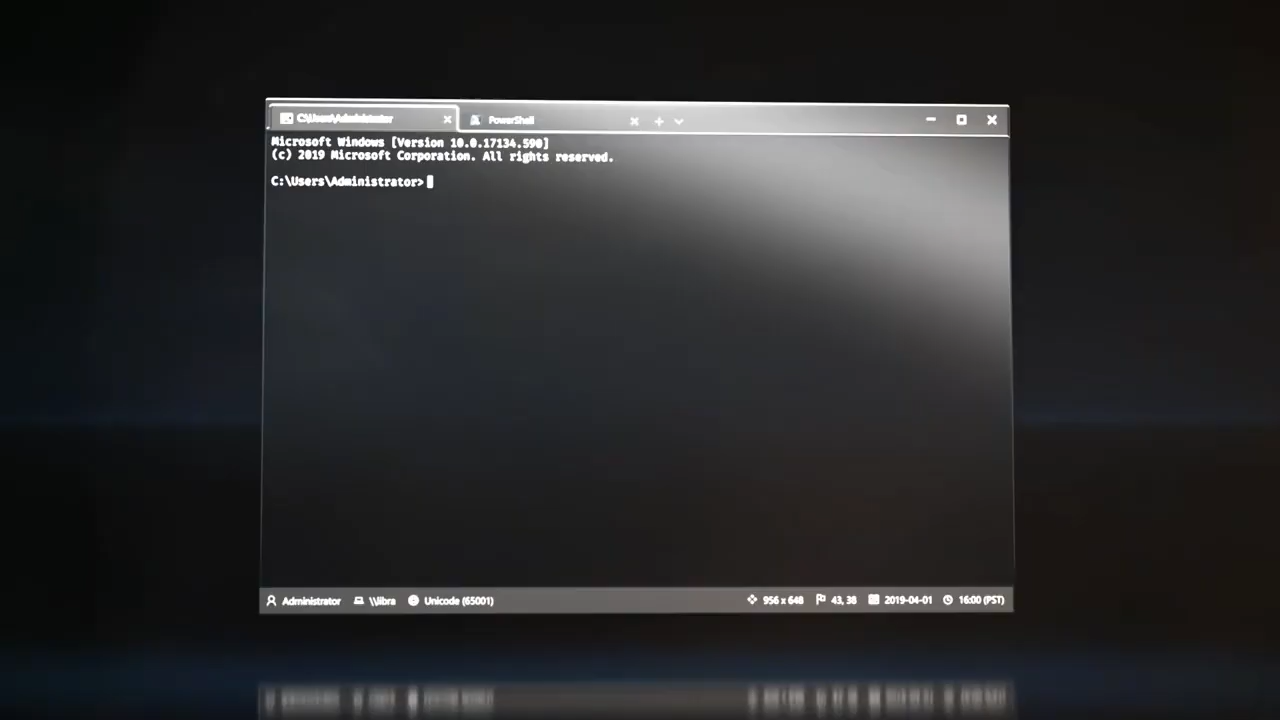 C:\Users\Administrator
PowerShell
Microsoft Windows [Version 10.0.17134.590]
(c) 2019 Microsoft Corporation. All rights reserved.
C:\Users\Administrator>
Administrator \\libra Unicode (65001) 956 x 648 43, 38 2019-04-01 16:00 (PST)